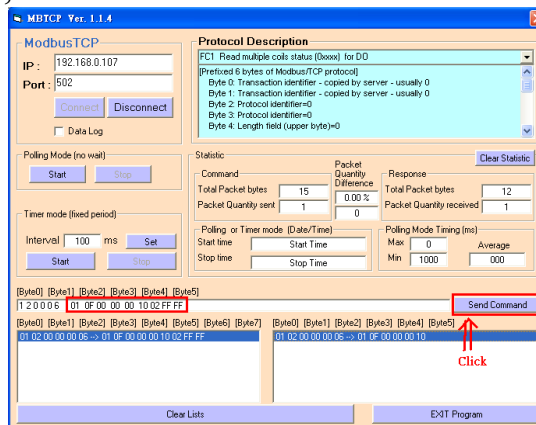 MBTCP Ver. 1.1.4
ModbusTCP
IP : 192.168.0.107
Port : 502
Connect Disconnect
Data Log
Protocol Description
FC1 Read multiple coils status (0xxxx) for DO
[Prefixed 6 bytes of Modbus/TCP protocol]
Byte 0: Transaction identifier - copied by server - usually 0
Byte 1: Transaction identifier - copied by server - usually 0
Byte 2: Protocol identifier=0
Byte 3: Protocol identifier=0
Byte 4: Length field (upper byte)=0
Polling Mode (no wait)
Start Stop
Timer mode (fixed period)
Interval 100 ms Set
Start Stop
Statistic
Clear Statistic
Command
Total Packet bytes 15
Packet Quantity sent 1
Packet
Quantity
Difference
0.00 %
0
Response
Total Packet bytes 12
Packet Quantity received 1
Polling or Timer mode (Date/Time)
Start time Start Time
Stop time Stop Time
Polling Mode Timing (ms)
Max 0 Average
Min 1000 000
[Byte0] [Byte1] [Byte2] [Byte3] [Byte4] [Byte5]
1 2 0 0 0 6 01 0F 00 00 00 10 02 FF FF
Send Command
[Byte0] [Byte1] [Byte2] [Byte3] [Byte4] [Byte5] [Byte6] [Byte7]
01 02 00 00 00 06 --> 01 0F 00 00 00 10 02 FF FF
[Byte0] [Byte1] [Byte2] [Byte3] [Byte4] [Byte5]
01 02 00 00 00 06 --> 01 0F 00 00 00 10
Click
Clear Lists
EXIT Program